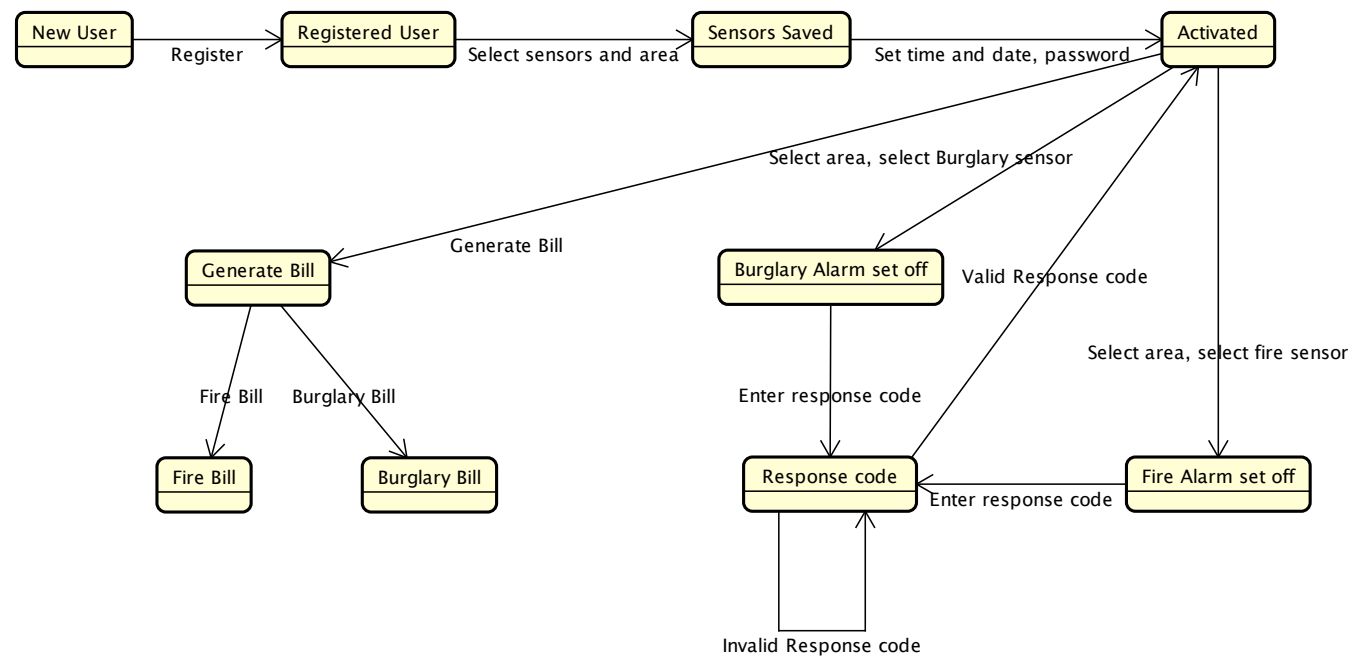 New User
Registered User
Sensors Saved
Activated
Register
Select sensors and area
Set time and date, password
Select area, select Burglary sensor
Generate Bill
Generate Bill
Burglary Alarm set off
Valid Response code
Select area, select fire sensor
Fire Bill
Burglary Bill
Enter response code
Fire Bill
Burglary Bill
Response code
Fire Alarm set off
Enter response code
Invalid Response code